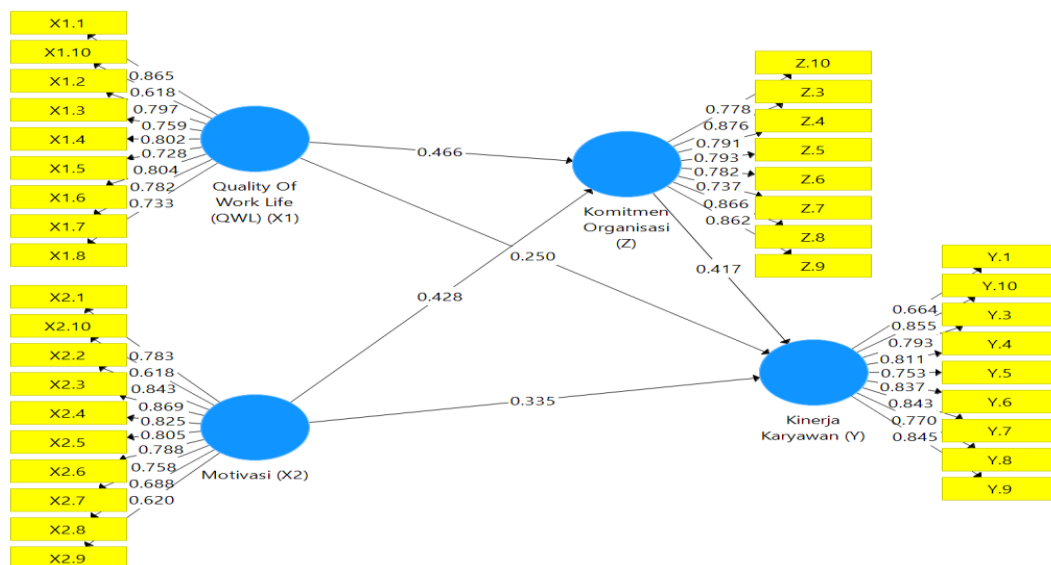 X1.1
X1.10
X1.2
X1.3
X1.4
X1.5
X1.6
X1.7
X1.8
0.865
0.618
0.797
0.759
0.802
0.728
0.804
0.782
0.733
Quality Of
Work Life
(QWL) (X1)
0.466
0.250
0.428
0.335
0.417
Komitmen
Organisasi
(Z)
0.778
0.876
0.791
0.793
0.782
0.737
0.866
0.862
Z.10
Z.3
Z.4
Z.5
Z.6
Z.7
Z.8
Z.9
X2.1
X2.10
X2.2
X2.3
X2.4
X2.5
X2.6
X2.7
X2.8
X2.9
0.783
0.618
0.843
0.869
0.825
0.805
0.788
0.758
0.688
0.620
Motivasi (X2)
Kinerja
Karyawan (Y)
0.664
0.855
0.793
0.811
0.753
0.837
0.843
0.770
0.845
Y.1
Y.10
Y.3
Y.4
Y.5
Y.6
Y.7
Y.8
Y.9